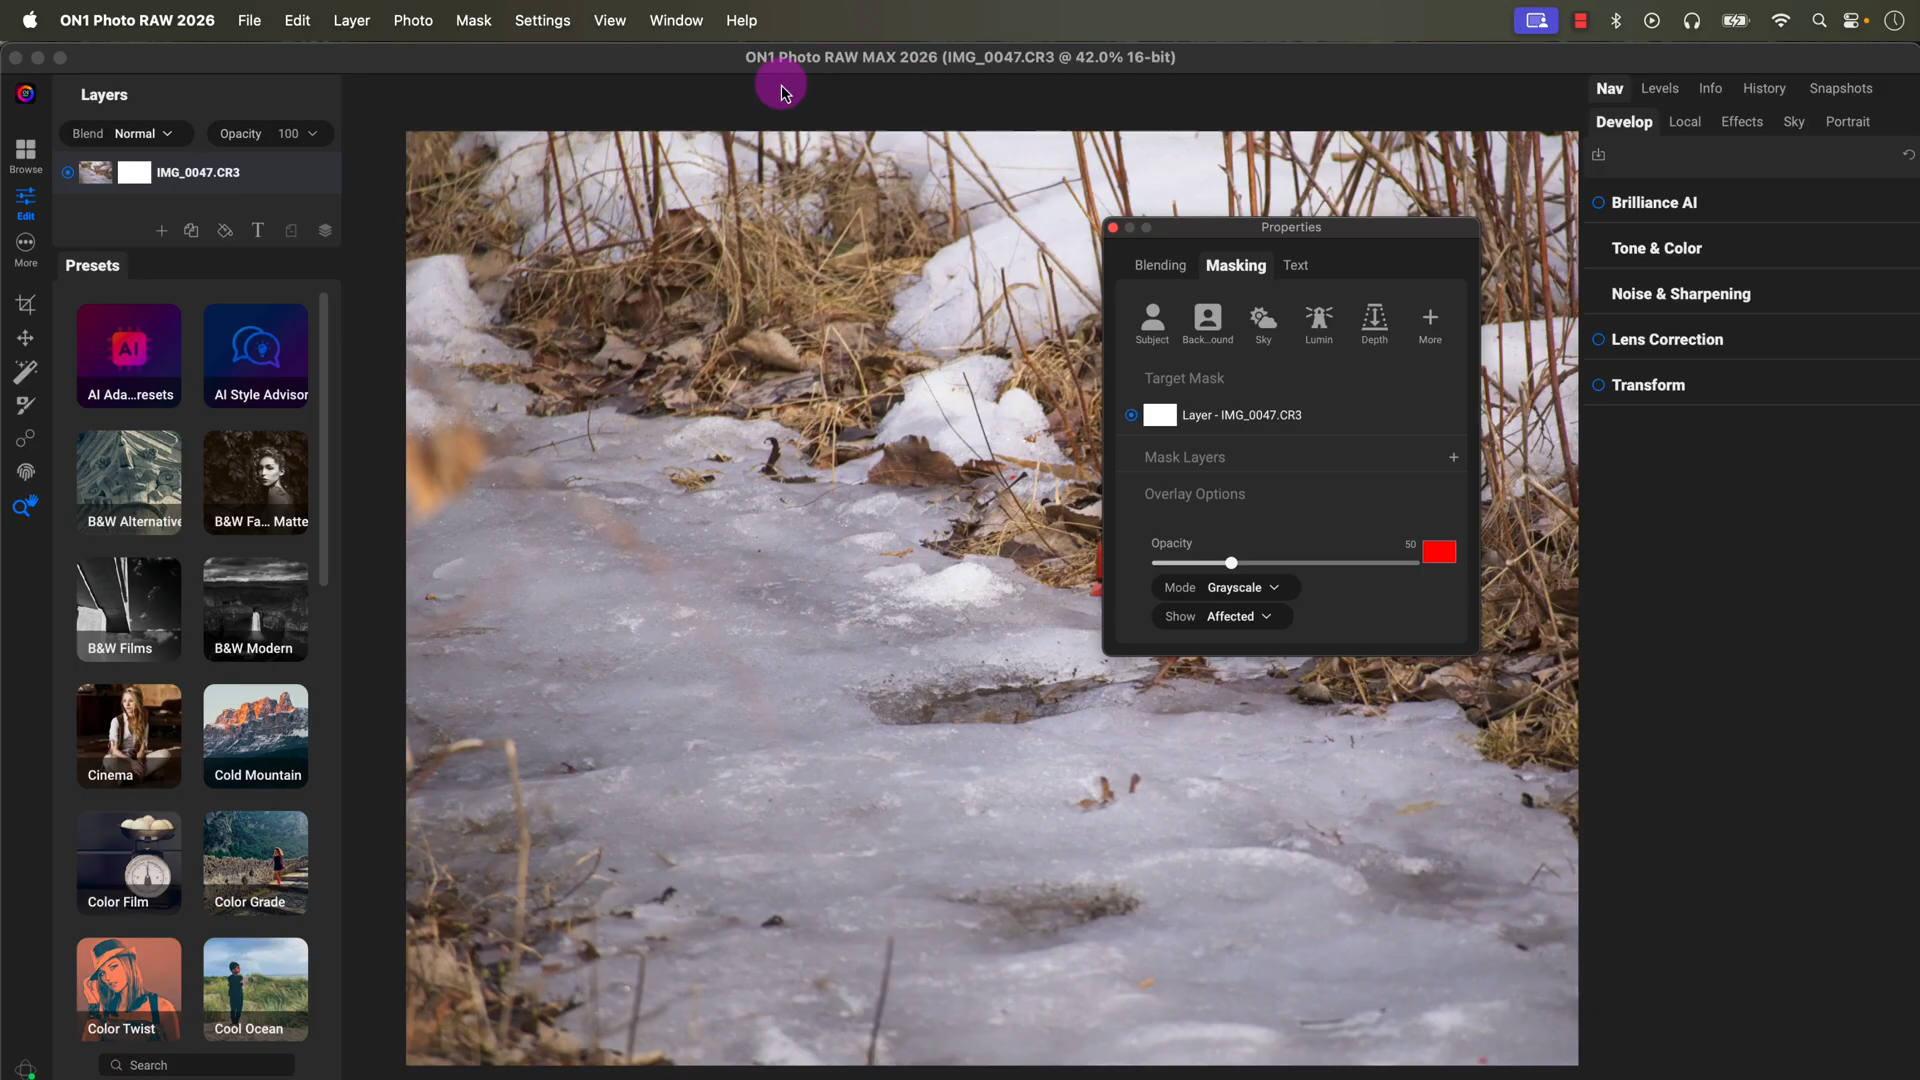 ON1 Photo RAW 2026 File Edit Layer Photo Mask Settings View Window Help
ON1 Photo RAW MAX 2026 (IMG_0047.CR3 @ 42.0% 16-bit)
Layers
Blend Normal Opacity 100
IMG_0047.CR3
Browse
Edit
More
T
Presets
AI
AI Ada...resets
AI Style Advisor
B&W Alternative
B&W Fa... Matte
B&W Films
B&W Modern
Cinema
Cold Mountain
Color Film
Color Grade
Color Twist
Cool Ocean
Search
Properties
Blending Masking Text
Subject Back...ound Sky Lumin Depth More
Target Mask
Layer - IMG_0047.CR3
Mask Layers
Overlay Options
Opacity 50
Mode Grayscale
Show Affected
Nav Levels Info History Snapshots
Develop Local Effects Sky Portrait
Brilliance AI
Tone & Color
Noise & Sharpening
Lens Correction
Transform